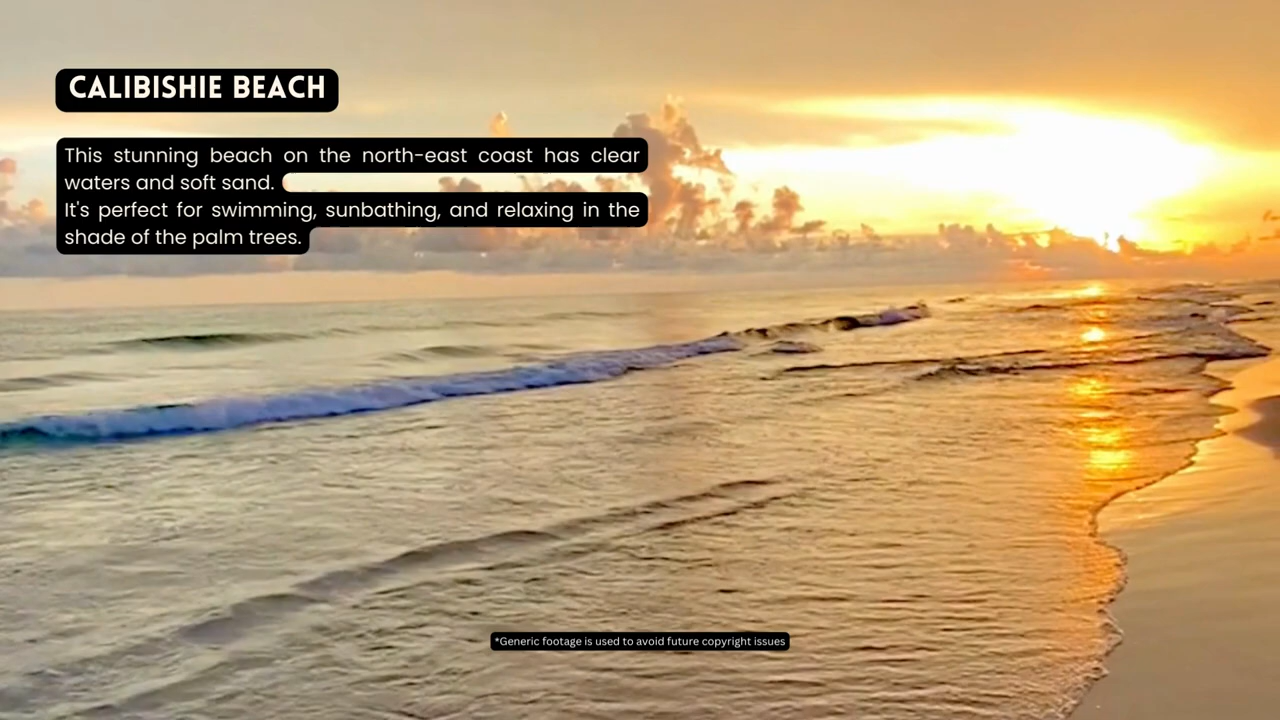 CALIBISHIE BEACH
This stunning beach on the north-east coast has clear
waters and soft sand.
It's perfect for swimming, sunbathing, and relaxing in the
shade of the palm trees.
*Generic footage is used to avoid future copyright issues